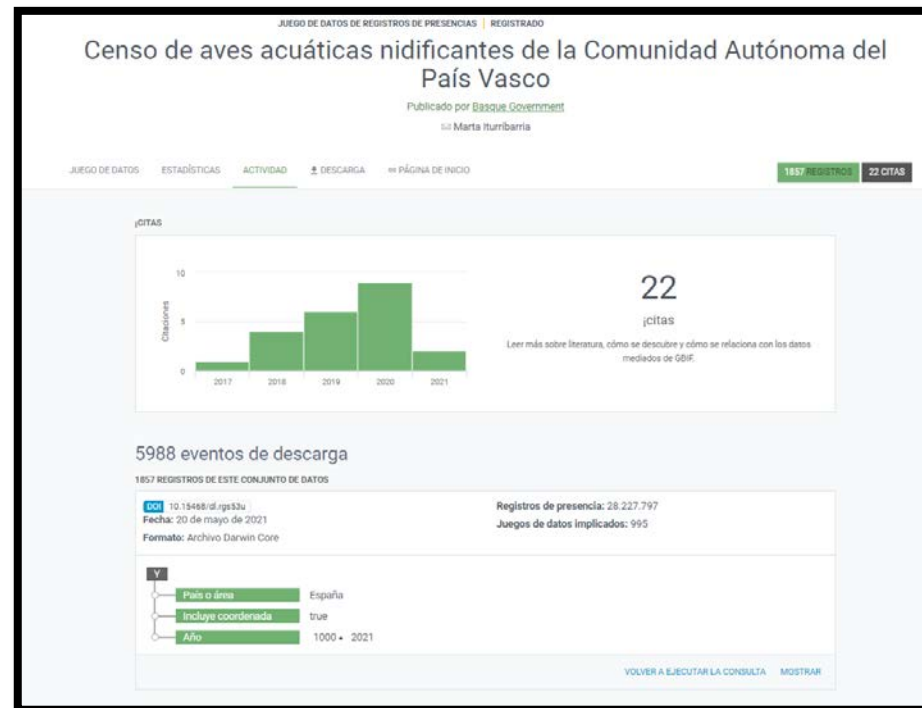 JUEGO DE DATOS DE REGISTROS DE PRESENCIAS | REGISTRADO
Censo de aves acuáticas nidificantes de la Comunidad Autónoma del
País Vasco
Publicado por Basque Government
Marta Iturribarria
JUEGO DE DATOS ESTADÍSTICAS ACTIVIDAD DESCARGA PÁGINA DE INICIO 1857 REGISTROS 22 CITAS
¡CITAS
10
5
0
Citaciones
2017 2018 2019 2020 2021
22
¡citas
Leer más sobre literatura, cómo se descubre y cómo se relaciona con los datos
mediados de GBIF.
5988 eventos de descarga
1857 REGISTROS DE ESTE CONJUNTO DE DATOS
DOI 10.15468/dl.rgs53u
Fecha: 20 de mayo de 2021
Formato: Archivo Darwin Core
Registros de presencia: 28.227.797
Juegos de datos implicados: 995
Y
País o área España
Incluye coordenada true
Año 1000 • 2021
VOLVER A EJECUTAR LA CONSULTA MOSTRAR